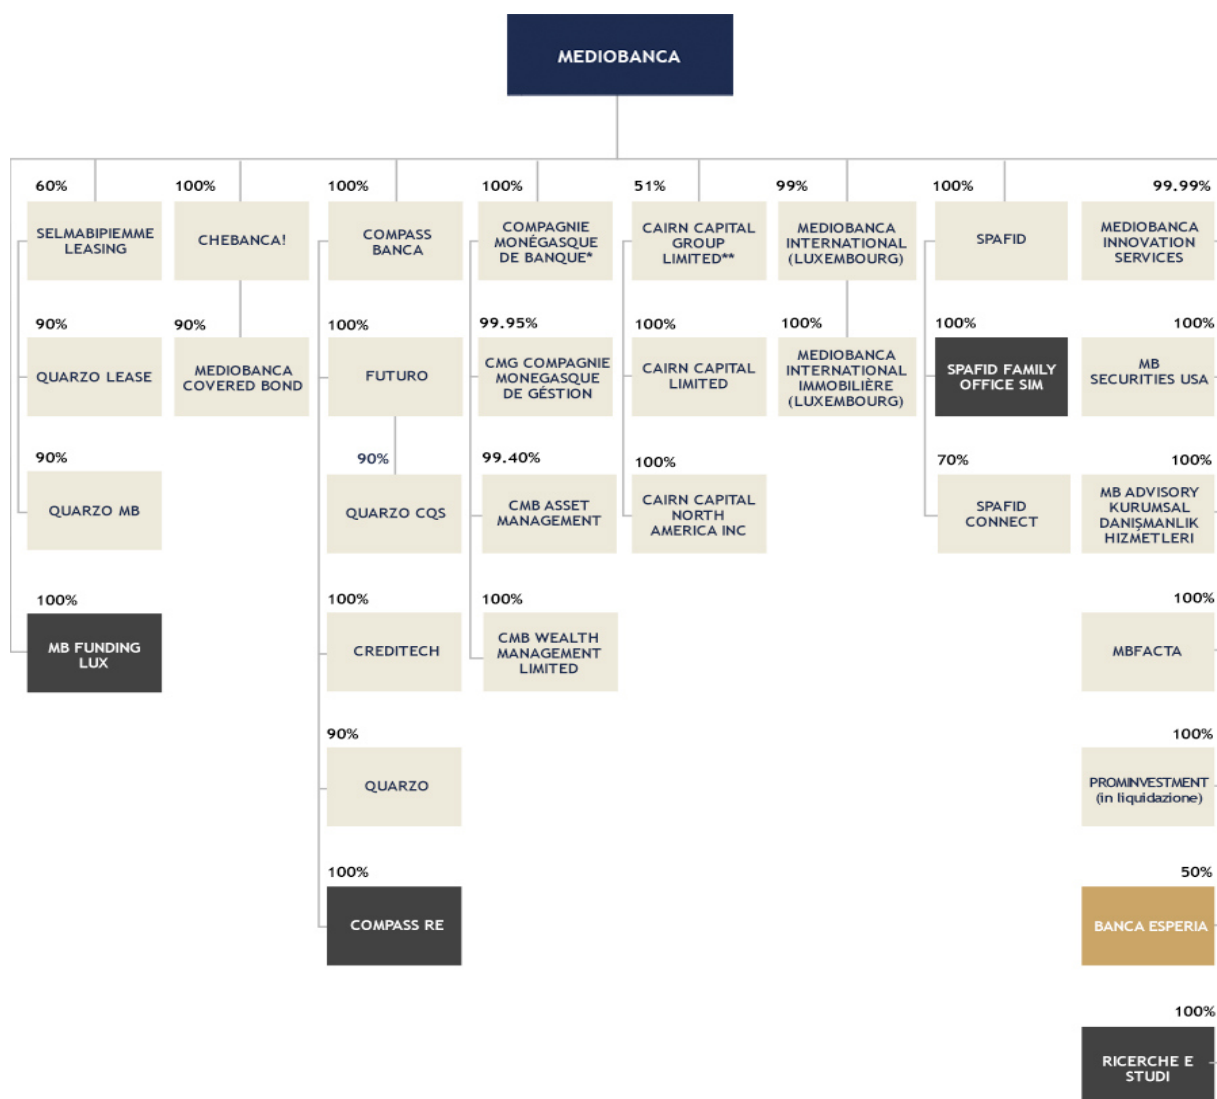 MEDIOBANCA
60%
SELMABIPIEMME
LEASING
90%
QUARZO LEASE
90%
QUARZO MB
100%
MB FUNDING
LUX
100%
CHEBANCA!
90%
MEDIOBANCA
COVERED BOND
100%
COMPASS
BANCA
100%
FUTURO
90%
QUARZO CQS
100%
CREDITECH
90%
QUARZO
100%
COMPASS RE
100%
COMPAGNIE
MONÉGASQUE
DE BANQUE*
99.95%
CMG COMPAGNIE
MONEGASQUE
DE GÉSTION
99.40%
CMB ASSET
MANAGEMENT
100%
CMB WEALTH
MANAGEMENT
LIMITED
51%
CAIRN CAPITAL
GROUP
LIMITED**
100%
CAIRN CAPITAL
LIMITED
100%
CAIRN CAPITAL
NORTH
AMERICA INC
99%
MEDIOBANCA
INTERNATIONAL
(LUXEMBOURG)
100%
MEDIOBANCA
INTERNATIONAL
IMMOBILIÈRE
(LUXEMBOURG)
100%
SPAFID
100%
SPAFID FAMILY
OFFICE SIM
70%
SPAFID
CONNECT
99.99%
MEDIOBANCA
INNOVATION
SERVICES
100%
MB
SECURITIES USA
100%
MB ADVISORY
KURUMSAL
DANIŞMANLIK
HIZMETLERI
100%
MBFACTA
100%
PROMINVESTMENT
(in liquidazione)
50%
BANCA ESPERIA
100%
RICERCHE E
STUDI